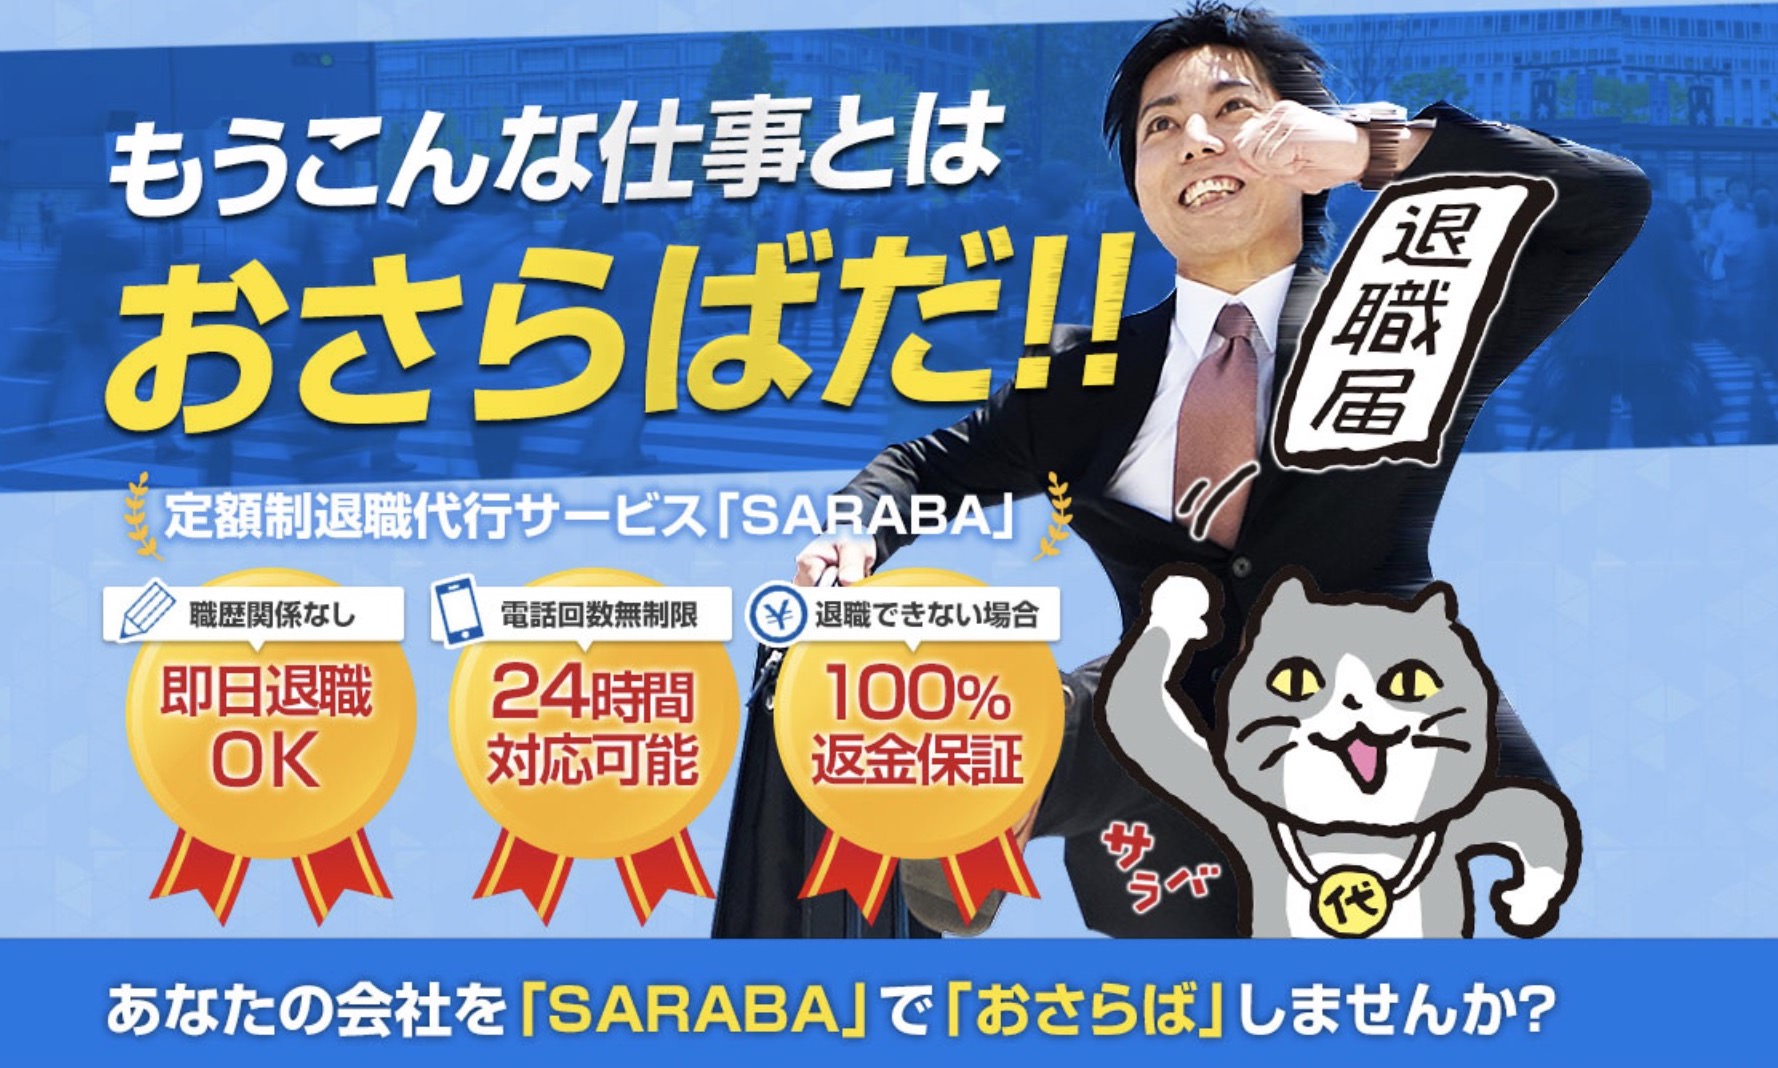 もうこんな仕事とは
おさらばだ!!
退職届
定額制退職代行サービス「SARABA」
職歴関係なし
即日退職
OK
電話回数無制限
24時間
対応可能
¥
退職できない場合
100%
返金保証
サラバ
代
あなたの会社を「SARABA」で「おさらば」しませんか?